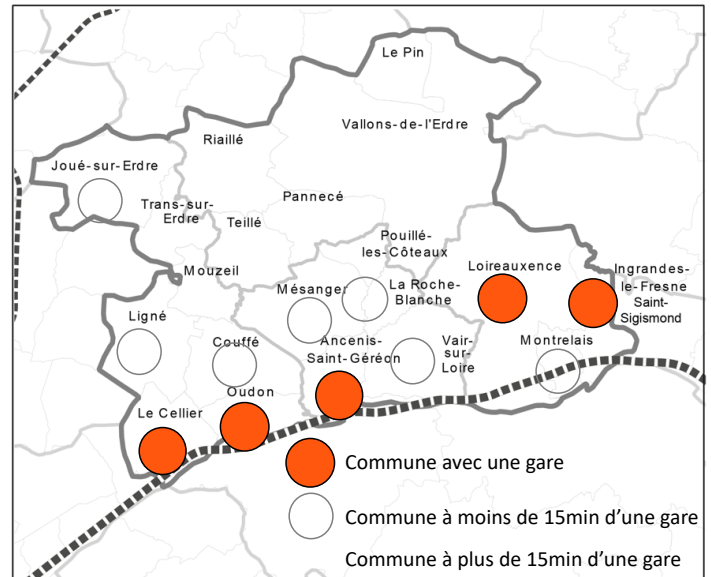 Le Pin
Vallons-de-l'Erdre
Riaillé
Joué-sur-Erdre
Trans-sur-
Erdre
Pannecé
Teillé
Pouillé-
les-Côteaux
Mouzeil
Loireauxence
Ingrandes-
le-Fresne
Saint-
Sigismond
Mésanger
La Roche-
Blanche
Ligné
Couffé
Ancenis-
Saint-Géréon
Vair-
sur-
Loire
Montrelais
Oudon
Le Cellier
Commune avec une gare
Commune à moins de 15min d'une gare
Commune à plus de 15min d'une gare